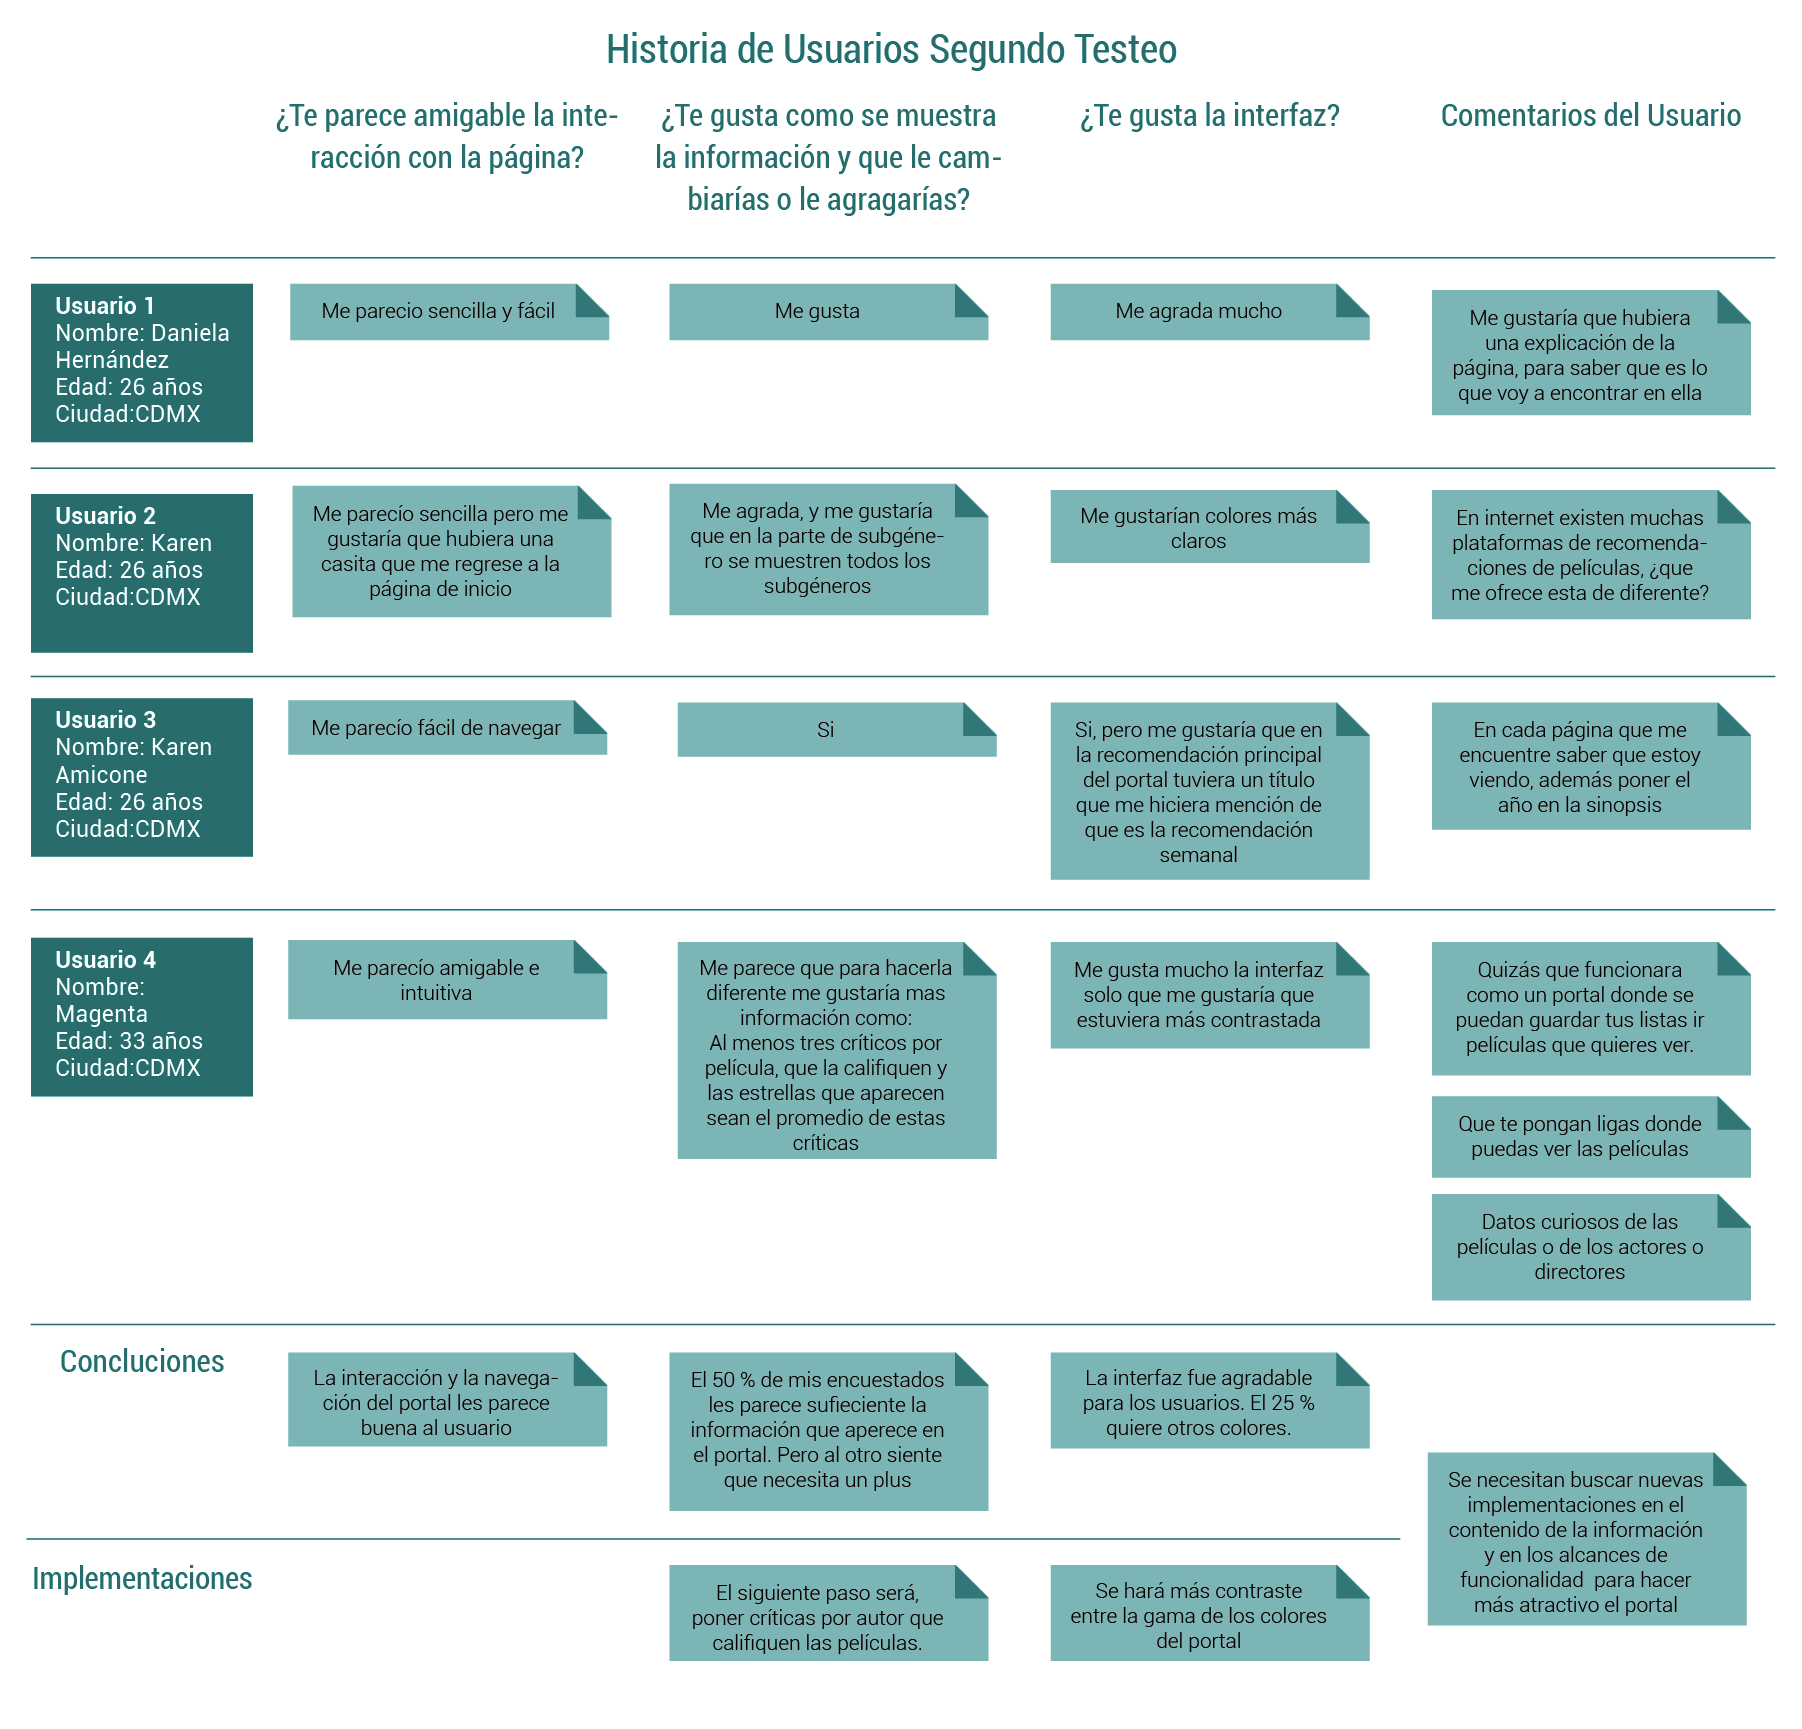 Historia de Usuarios Segundo Testeo
¿Te parece amigable la inte-
racción con la página?
¿Te gusta como se muestra
la información y que le cam-
biarías o le agragarías?
¿Te gusta la interfaz?
Comentarios del Usuario
Usuario 1
Nombre: Daniela
Hernández
Edad: 26 años
Ciudad:CDMX
Me parecio sencilla y fácil
Me gusta
Me agrada mucho
Me gustaría que hubiera
una explicación de la
página, para saber que es lo
que voy a encontrar en ella
Usuario 2
Nombre: Karen
Edad: 26 años
Ciudad:CDMX
Me parecío sencilla pero me
gustaría que hubiera una
casita que me regrese a la
página de inicio
Me agrada, y me gustaría
que en la parte de subgéne-
ro se muestren todos los
subgéneros
Me gustarían colores más
claros
En internet existen muchas
plataformas de recomenda-
ciones de películas, ¿que
me ofrece esta de diferente?
Usuario 3
Nombre: Karen
Amicone
Edad: 26 años
Ciudad:CDMX
Me parecío fácil de navegar
Si
Si, pero me gustaría que en
la recomendación principal
del portal tuviera un título
que me hiciera mención de
que es la recomendación
semanal
En cada página que me
encuentre saber que estoy
viendo, además poner el
año en la sinopsis
Usuario 4
Nombre:
Magenta
Edad: 33 años
Ciudad:CDMX
Me parecío amigable e
intuitiva
Me parece que para hacerla
diferente me gustaría mas
información como:
Al menos tres críticos por
película, que la califiquen y
las estrellas que aparecen
sean el promedio de estas
críticas
Me gusta mucho la interfaz
solo que me gustaría que
estuviera más contrastada
Quizás que funcionara
como un portal donde se
puedan guardar tus listas ir
películas que quieres ver.
Que te pongan ligas donde
puedas ver las películas
Datos curiosos de las
películas o de los actores o
directores
Concluciones
La interacción y la navega-
ción del portal les parece
buena al usuario
El 50 % de mis encuestados
les parece sufieciente la
información que aperece en
el portal. Pero al otro siente
que necesita un plus
La interfaz fue agradable
para los usuarios. El 25 %
quiere otros colores.
Se necesitan buscar nuevas
implementaciones en el
contenido de la información
y en los alcances de
funcionalidad  para hacer
más atractivo el portal
Implementaciones
El siguiente paso será,
poner críticas por autor que
califiquen las películas.
Se hará más contraste
entre la gama de los colores
del portal